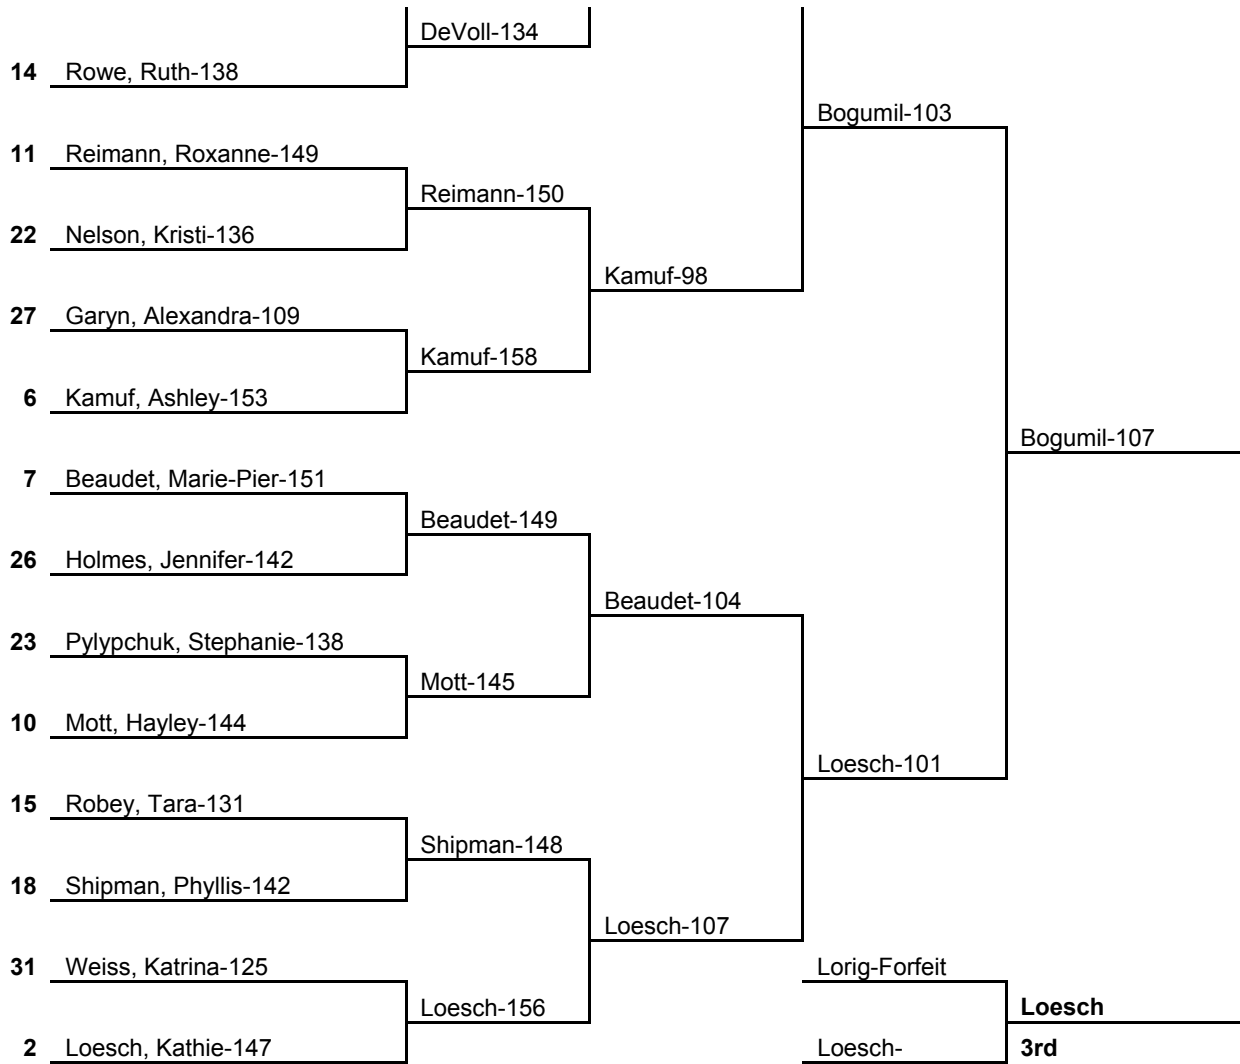 DeVoll-134
14 Rowe, Ruth-138
Bogumil-103
11 Reimann, Roxanne-149
Reimann-150
22 Nelson, Kristi-136
Kamuf-98
27 Garyn, Alexandra-109
Kamuf-158
6 Kamuf, Ashley-153
Bogumil-107
7 Beaudet, Marie-Pier-151
Beaudet-149
26 Holmes, Jennifer-142
Beaudet-104
23 Pylypchuk, Stephanie-138
Mott-145
10 Mott, Hayley-144
Loesch-101
15 Robey, Tara-131
Shipman-148
18 Shipman, Phyllis-142
Loesch-107
31 Weiss, Katrina-125
Lorig-Forfeit
Loesch-156
Loesch
2 Loesch, Kathie-147
Loesch-
3rd